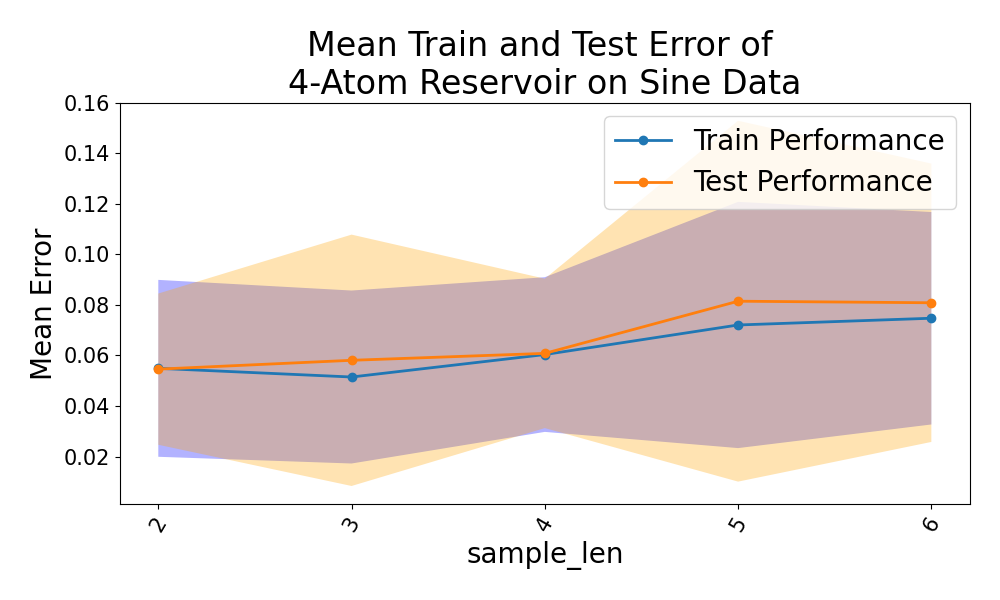 Mean Train and Test Error of
4-Atom Reservoir on Sine Data
0.16
0.14
0.12
0.10
0.08
0.06
0.04
0.02
Mean Error
Train Performance
Test Performance
2
3
4
5
6
sample_len